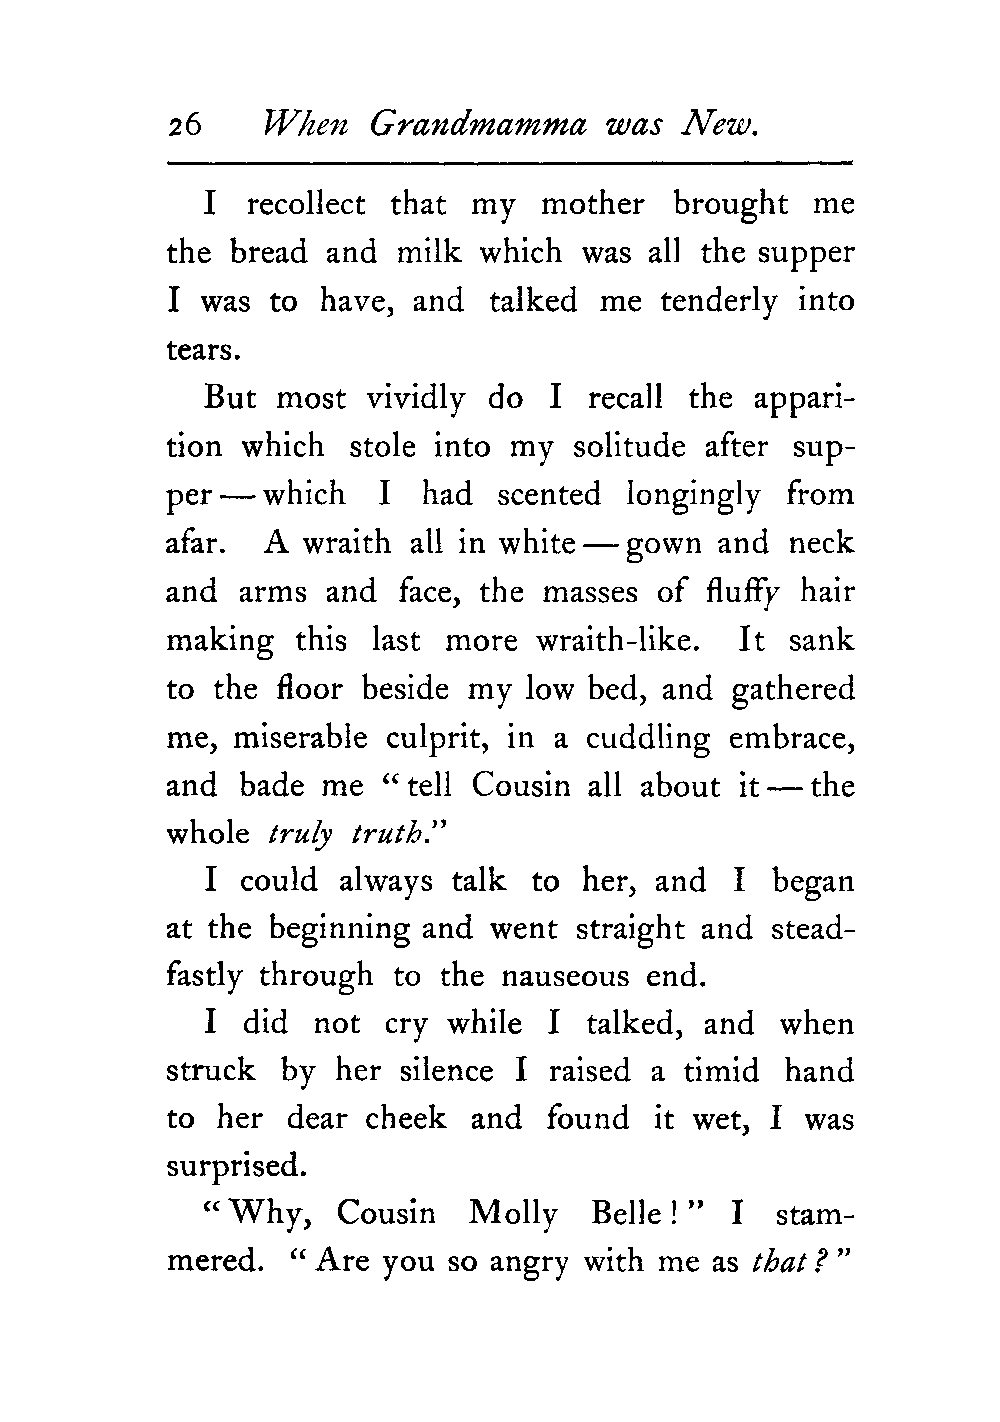 26 When Grandmamma was New.
I recollect that my mother brought me
the bread and milk which was all the supper
I was to have, and talked me tenderly into
tears.
But most vividly do I recall the appari-
tion which stole into my solitude after sup-
per — which I had scented longingly from
afar. A wraith all in white — gown and neck
and arms and face, the masses of fluffy hair
making this last more wraith-like. It sank
to the floor beside my low bed, and gathered
me, miserable culprit, in a cuddling embrace,
and bade me “tell Cousin all about it — the
whole truly truth.”
I could always talk to her, and I began
at the beginning and went straight and stead-
fastly through to the nauseous end.
I did not cry while I talked, and when
struck by her silence I raised a timid hand
to her dear cheek and found it wet, I was
surprised.
“Why, Cousin Molly Belle!” I stam-
mered. “Are you so angry with me as that?”